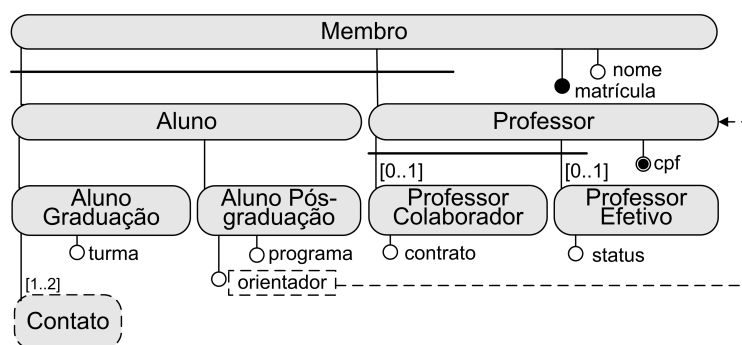 Membro
nome
matrícula
Aluno
Professor
cpf
[0..1]
[0..1]
Aluno
Graduação
Aluno Pós-
graduação
Professor
Colaborador
Professor
Efetivo
turma
programa
contrato
status
orientador
[1..2]
Contato